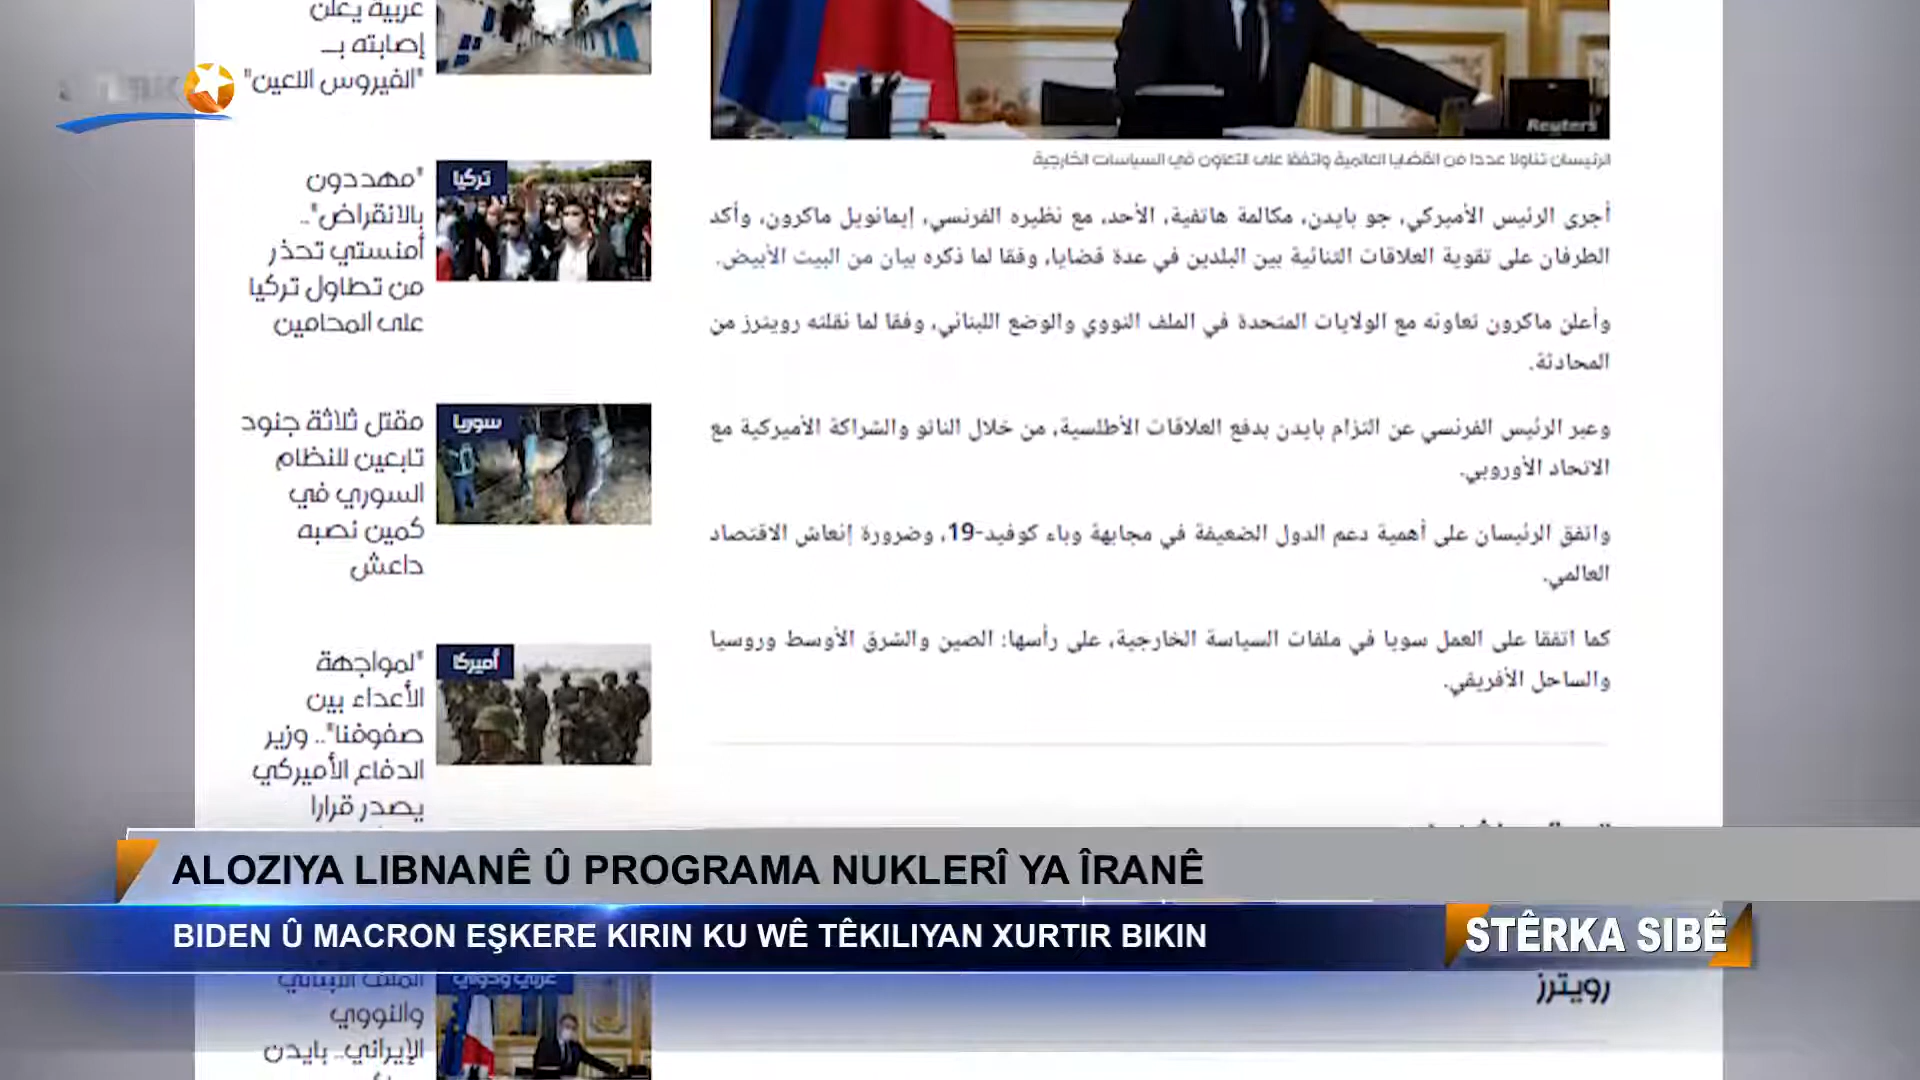 عربية يعلن
إصابته بـ
"الفيروس اللعين"
تركيا
"مهددون
بالانقراض"..
أمنستي تحذر
من تطاول تركيا
على المحامين
سوريا
مقتل ثلاثة جنود
تابعين للنظام
السوري في
كمين نصبه
داعش
أميركا
"لمواجهة
الأعداء بين
صفوفنا".. وزير
الدفاع الأميركي
يصدر قرارا
Reuters
الرئيسان تناولا عددا من القضايا العالمية واتفقا على التعاون في السياسات الخارجية
أجرى الرئيس الأميركي، جو بايدن، مكالمة هاتفية، الأحد، مع نظيره الفرنسي، إيمانويل ماكرون، وأكد
الطرفان على تقوية العلاقات الثنائية بين البلدين في عدة قضايا، وفقا لما ذكره بيان من البيت الأبيض.
وأعلن ماكرون تعاونه مع الولايات المتحدة في الملف النووي والوضع اللبناني، وفقا لما نقلته رويترز من
المحادثة.
وعبر الرئيس الفرنسي عن التزام بايدن بدفع العلاقات الأطلسية، من خلال الناتو والشراكة الأميركية مع
الاتحاد الأوروبي.
واتفق الرئيسان على أهمية دعم الدول الضعيفة في مجابهة وباء كوفيد-19، وضرورة إنعاش الاقتصاد
العالمي.
كما اتفقا على العمل سويا في ملفات السياسة الخارجية، على رأسها: الصين والشرق الأوسط وروسيا
والساحل الأفريقي.
ALOZIYA LIBNANÊ Û PROGRAMA NUKLERÎ YA ÎRANÊ
BIDEN Û MACRON EŞKERE KIRIN KU WÊ TÊKILIYAN XURTIR BIKIN
STÊRKA SIBÊ
عربي ودولي
الملف اللبناني
والنووي
الإيراني.. بايدن
رويترز